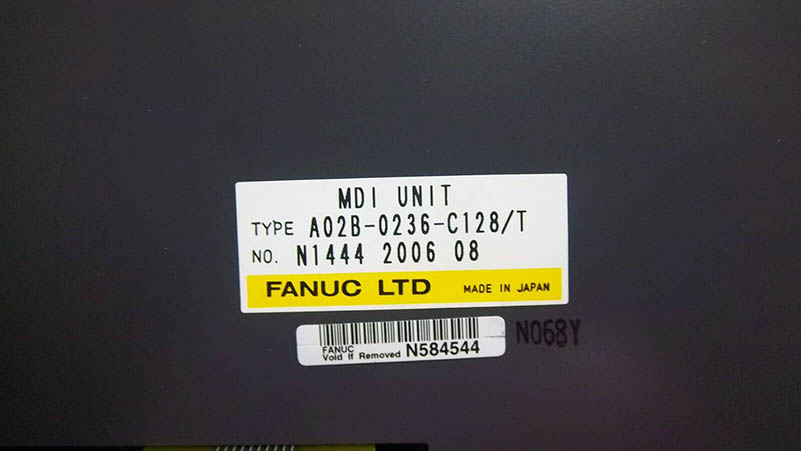 MDI UNIT
TYPE A02B-0236-C128/T
NO. N1444 2006 08
FANUC LTD MADE IN JAPAN
FANUC
Void If Removed N584544
N068Y